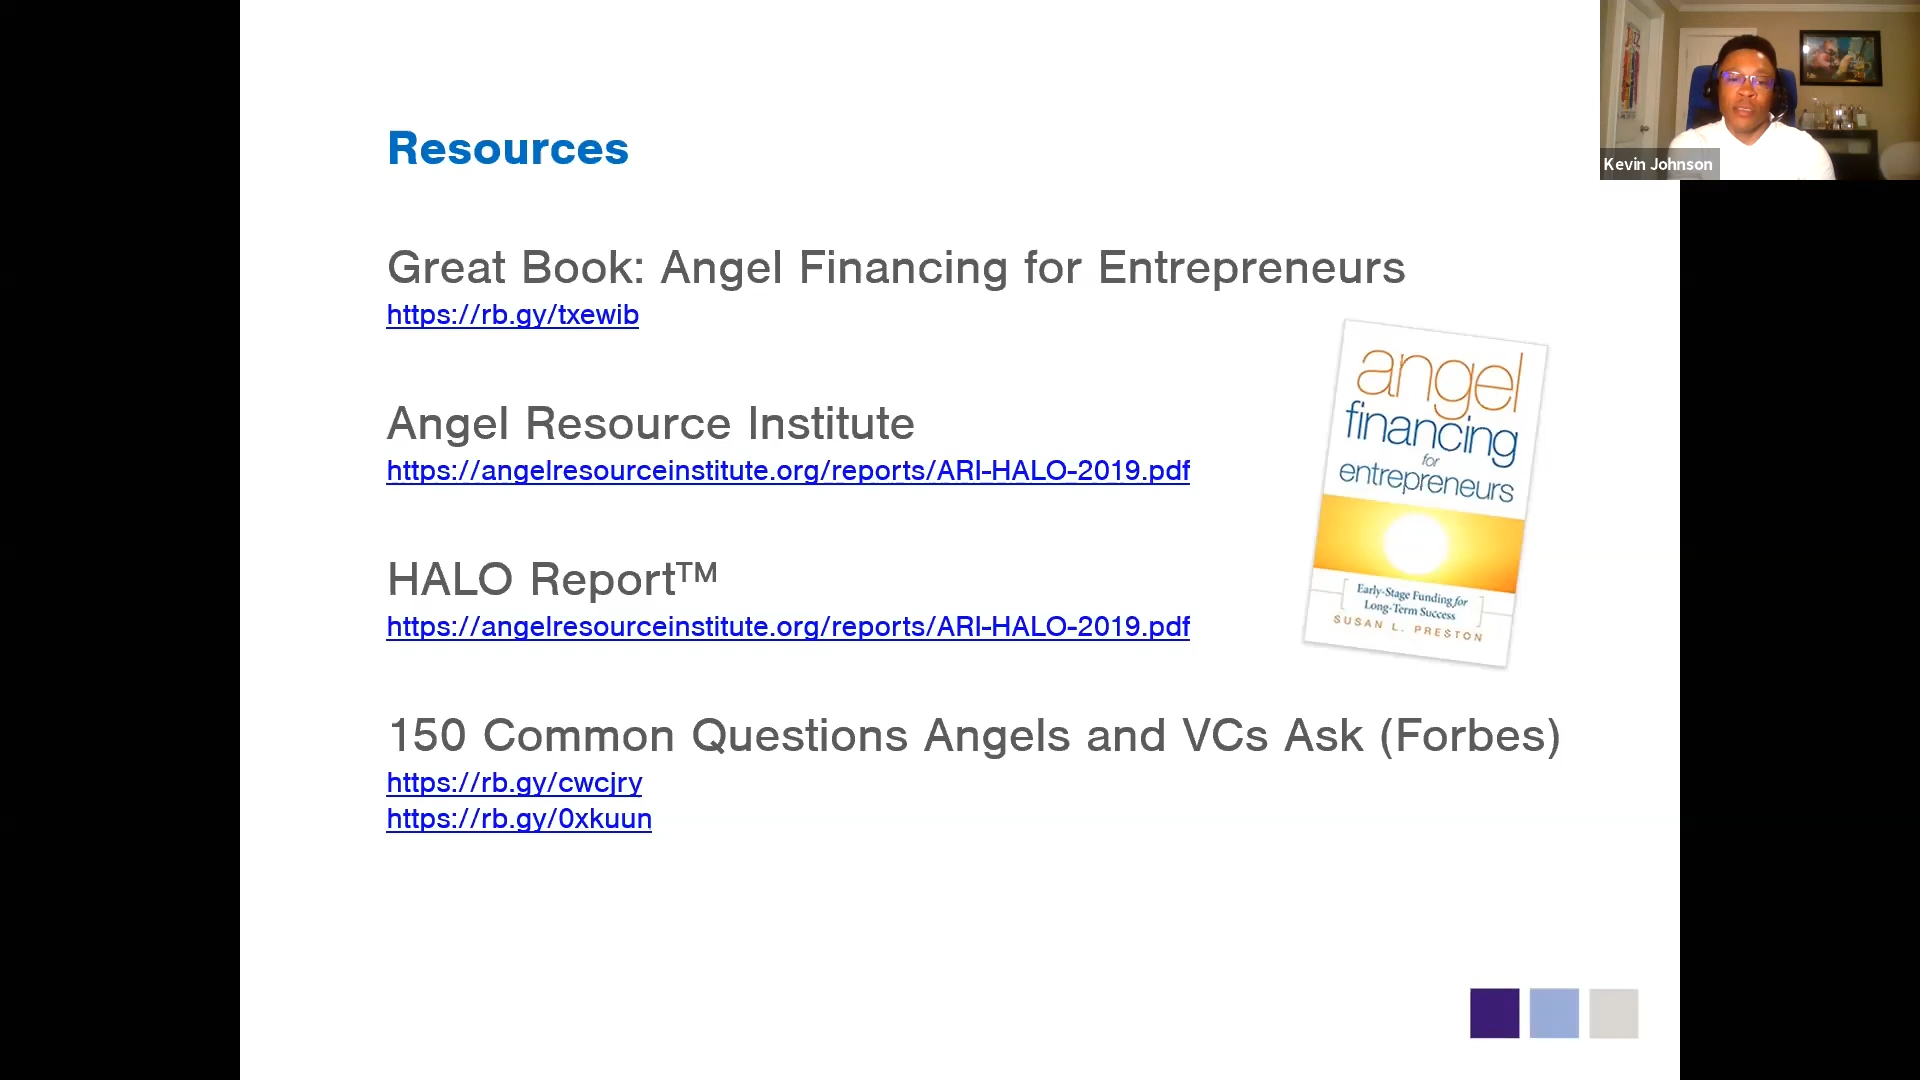 Resources
Great Book: Angel Financing for Entrepreneurs
https://rb.gy/txewib
Angel Resource Institute
https://angelresourceinstitute.org/reports/ARI-HALO-2019.pdf
HALO Report™
https://angelresourceinstitute.org/reports/ARI-HALO-2019.pdf
150 Common Questions Angels and VCs Ask (Forbes)
https://rb.gy/cwcjry
https://rb.gy/0xkuun
angel
financing
for
entrepreneurs
Early-Stage Funding for
Long-Term Success
SUSAN L. PRESTON
Kevin Johnson